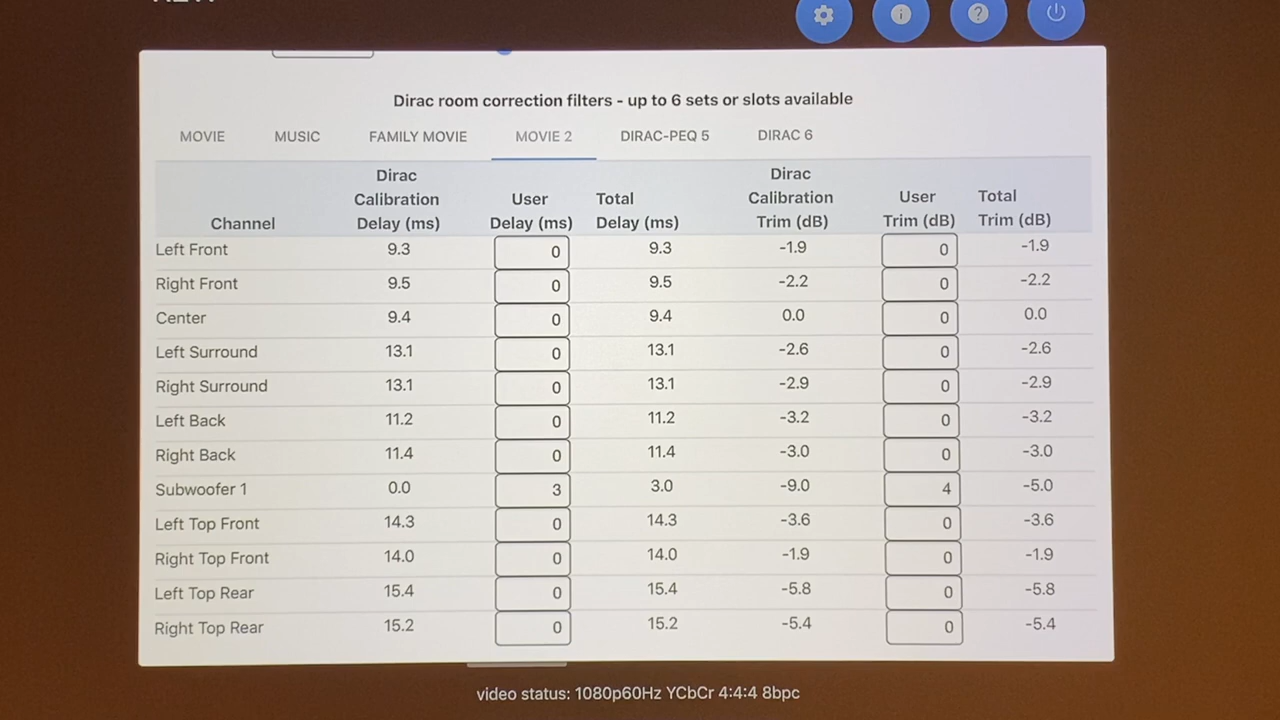 Dirac room correction filters - up to 6 sets or slots available
MOVIE MUSIC FAMILY MOVIE MOVIE 2 DIRAC-PEQ 5 DIRAC 6
Channel Dirac Calibration Delay (ms) User Delay (ms) Total Delay (ms) Dirac Calibration Trim (dB) User Trim (dB) Total Trim (dB)
Left Front 9.3 0 9.3 -1.9 0 -1.9
Right Front 9.5 0 9.5 -2.2 0 -2.2
Center 9.4 0 9.4 0.0 0 0.0
Left Surround 13.1 0 13.1 -2.6 0 -2.6
Right Surround 13.1 0 13.1 -2.9 0 -2.9
Left Back 11.2 0 11.2 -3.2 0 -3.2
Right Back 11.4 0 11.4 -3.0 0 -3.0
Subwoofer 1 0.0 3 3.0 -9.0 4 -5.0
Left Top Front 14.3 0 14.3 -3.6 0 -3.6
Right Top Front 14.0 0 14.0 -1.9 0 -1.9
Left Top Rear 15.4 0 15.4 -5.8 0 -5.8
Right Top Rear 15.2 0 15.2 -5.4 0 -5.4
video status: 1080p60Hz YCbCr 4:4:4 8bpc